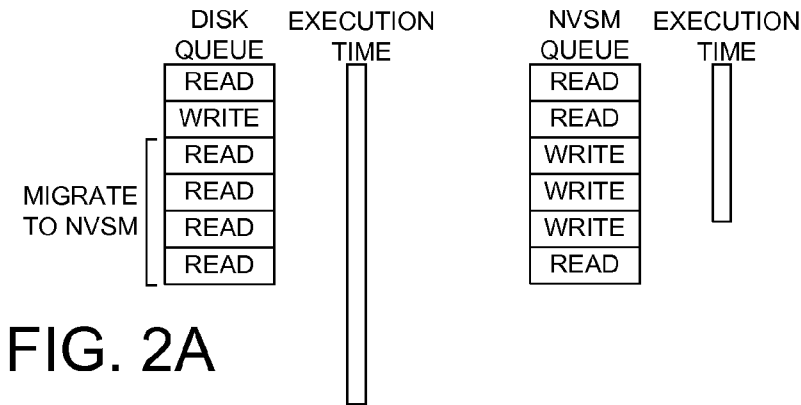 DISK
QUEUE
EXECUTION
TIME
READ
WRITE
READ
READ
READ
READ
MIGRATE
TO NVSM
NVSM
QUEUE
EXECUTION
TIME
READ
READ
WRITE
WRITE
WRITE
READ
FIG. 2A